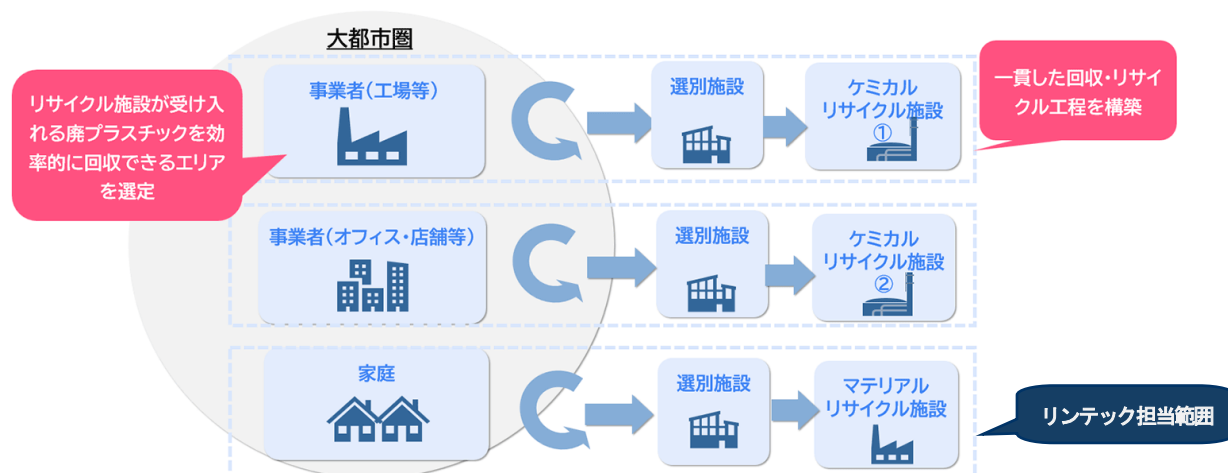 大都市圏
リサイクル施設が受け入
れる廃プラスチックを効
率的に回収できるエリア
を選定
事業者(工場等)
選別施設
ケミカル
リサイクル施設
①
一貫した回収・リサイ
クル工程を構築
事業者(オフィス・店舗等)
選別施設
ケミカル
リサイクル施設
②
家庭
選別施設
マテリアル
リサイクル施設
リンテック担当範囲